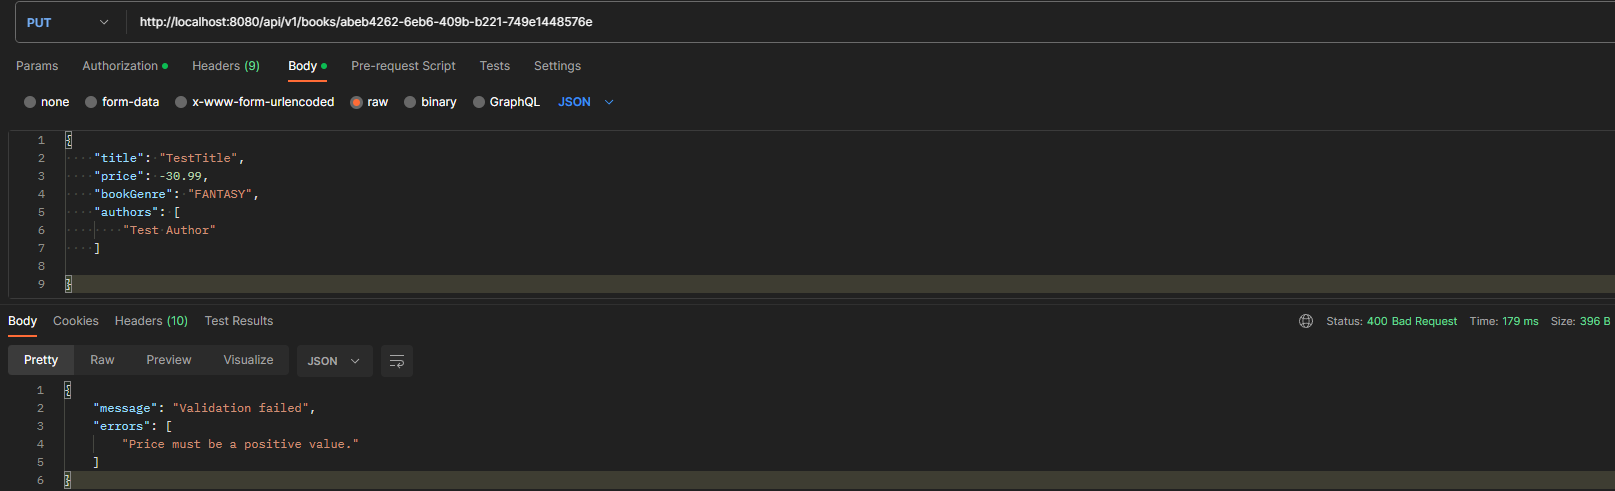 PUT http://localhost:8080/api/v1/books/abeb4262-6eb6-409b-b221-749e1448576e
Params Authorization Headers (9) Body Pre-request Script Tests Settings
none form-data x-www-form-urlencoded raw binary GraphQL JSON
1 {
2 "title": "TestTitle",
3 "price": -30.99,
4 "bookGenre": "FANTASY",
5 "authors": [
6 "Test Author"
7 ]
8
9 }
Body Cookies Headers (10) Test Results Status: 400 Bad Request Time: 179 ms Size: 396 B
Pretty Raw Preview Visualize JSON
1 {
2 "message": "Validation failed",
3 "errors": [
4 "Price must be a positive value."
5 ]
6 }